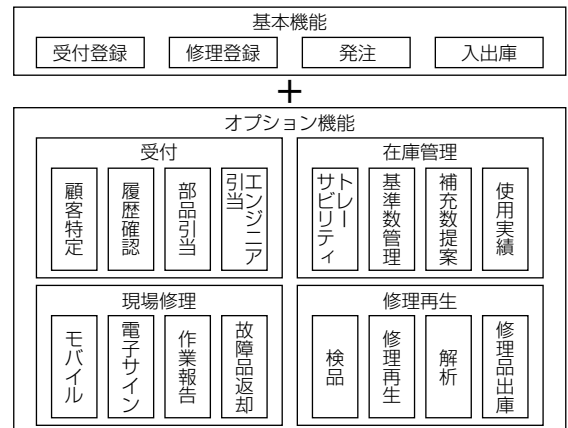 基本機能
受付登録
修理登録
発注
入出庫
+
オプション機能
受付
顧客特定
履歴確認
部品引当
エンジニア
引当
在庫管理
トレー
サビリティ
基準数管理
補充数提案
使用実績
現場修理
モバイル
電子サイン
作業報告
故障品返却
修理再生
検品
修理再生
解析
修理品出庫